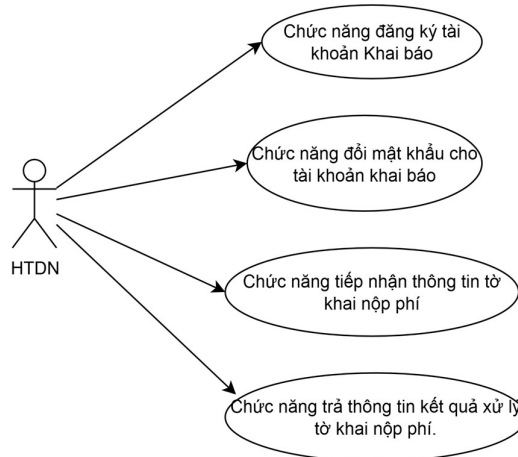 Chức năng đăng ký tài
khoản Khai báo
Chức năng đổi mật khẩu cho
tài khoản khai báo
HTDN
Chức năng tiếp nhận thông tin tờ
khai nộp phí
Chức năng trả thông tin kết quả xử lý
tờ khai nộp phí.